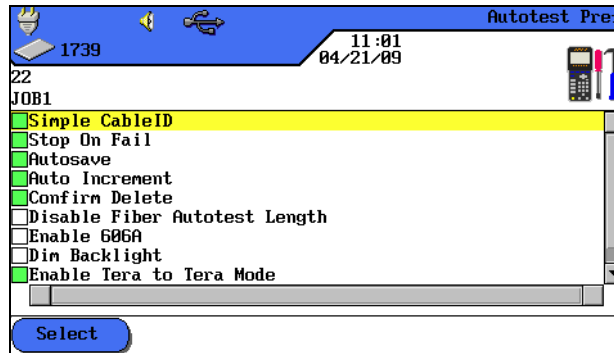 Autotest Pre
1739
11:01
04/21/09
22
JOB1
Simple CableID
Stop On Fail
Autosave
Auto Increment
Confirm Delete
Disable Fiber Autotest Length
Enable 606A
Dim Backlight
Enable Tera to Tera Mode
Select